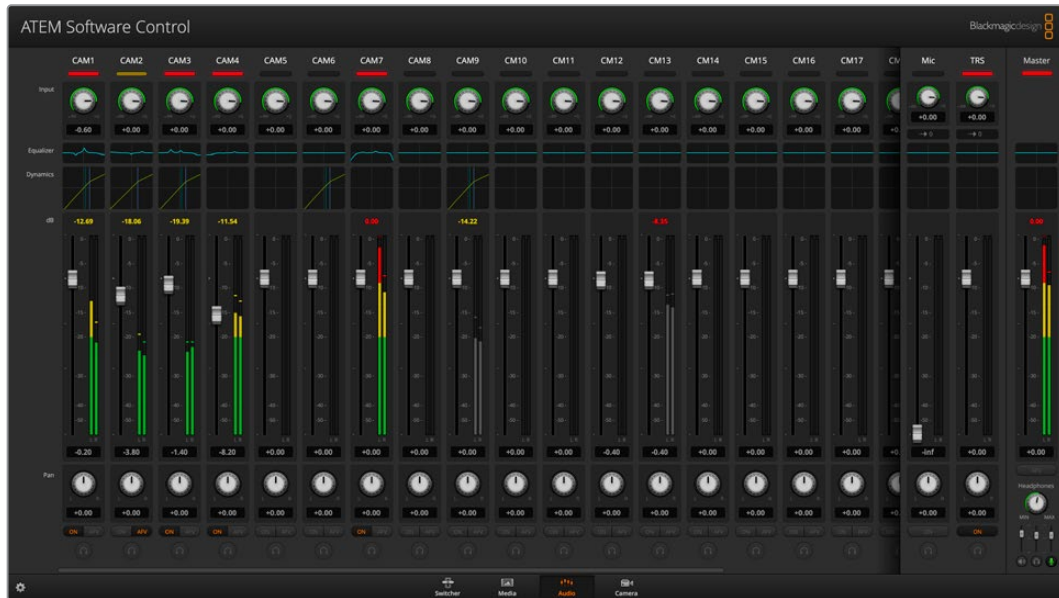 ATEM Software Control
Blackmagicdesign
CAM1 CAM2 CAM3 CAM4 CAM5 CAM6 CAM7 CAM8 CAM9 CM10 CM11 CM12 CM13 CM14 CM15 CM16 CM17 CM Mic TRS Master
Input
-0.60 +0.00 +0.00 +0.00 +0.00 +0.00 +0.00 +0.00 +0.00 +0.00 +0.00 +0.00 +0.00 +0.00 +0.00 +0.00 +0.00 +0. +0.00 +0.00
Equalizer
Dynamics
dB -12.69 -18.06 -19.39 -11.54 0.00 -14.22 -8.35 0.00
-0.20 -3.80 -1.40 -8.20 +0.00 +0.00 +0.00 +0.00 +0.00 +0.00 +0.00 -0.40 -0.40 +0.00 +0.00 +0.00 +0.00 +0. -inf +0.00 +0.00
Pan
Headphones
+0.00 +0.00 +0.00 +0.00 +0.00 +0.00 +0.00 +0.00 +0.00 +0.00 +0.00 +0.00 +0.00 +0.00 +0.00 +0.00 +0.00 +0. +0.00 +0.00
ON AFV ON ON ON ON
Switcher Media Audio Camera